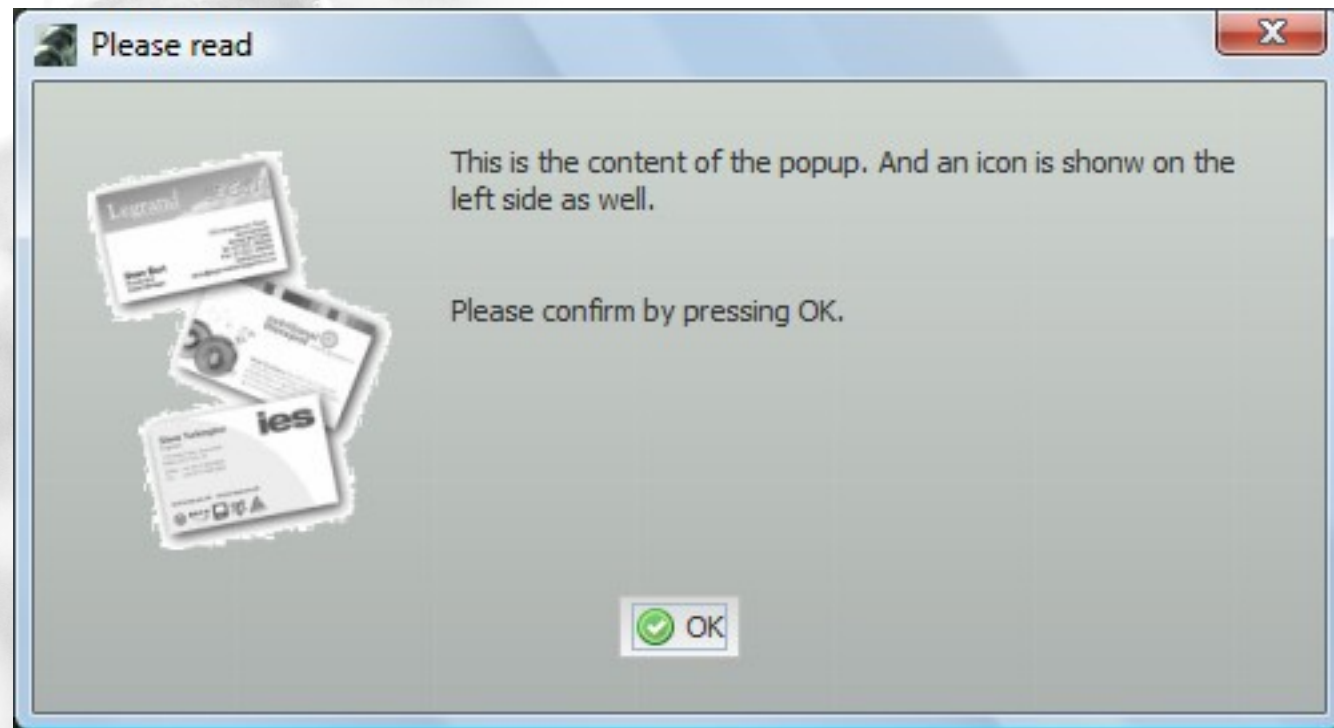 Please read
This is the content of the popup. And an icon is shonw on the
left side as well.
Please confirm by pressing OK.
Legrand
ies
OK